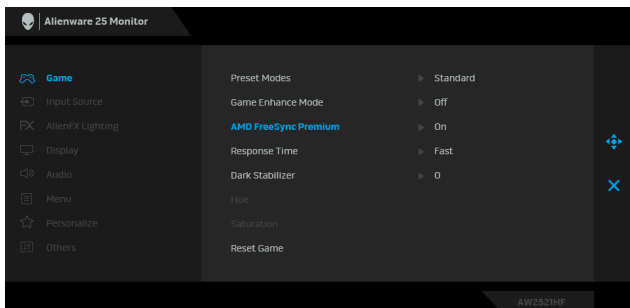 Alienware 25 Monitor
Game
Input Source
AlienFX Lighting
Display
Audio
Menu
Personalize
Others
Preset Modes Standard
Game Enhance Mode Off
AMD FreeSync Premium On
Response Time Fast
Dark Stabilizer 0
Hue
Saturation
Reset Game
AW2521HF